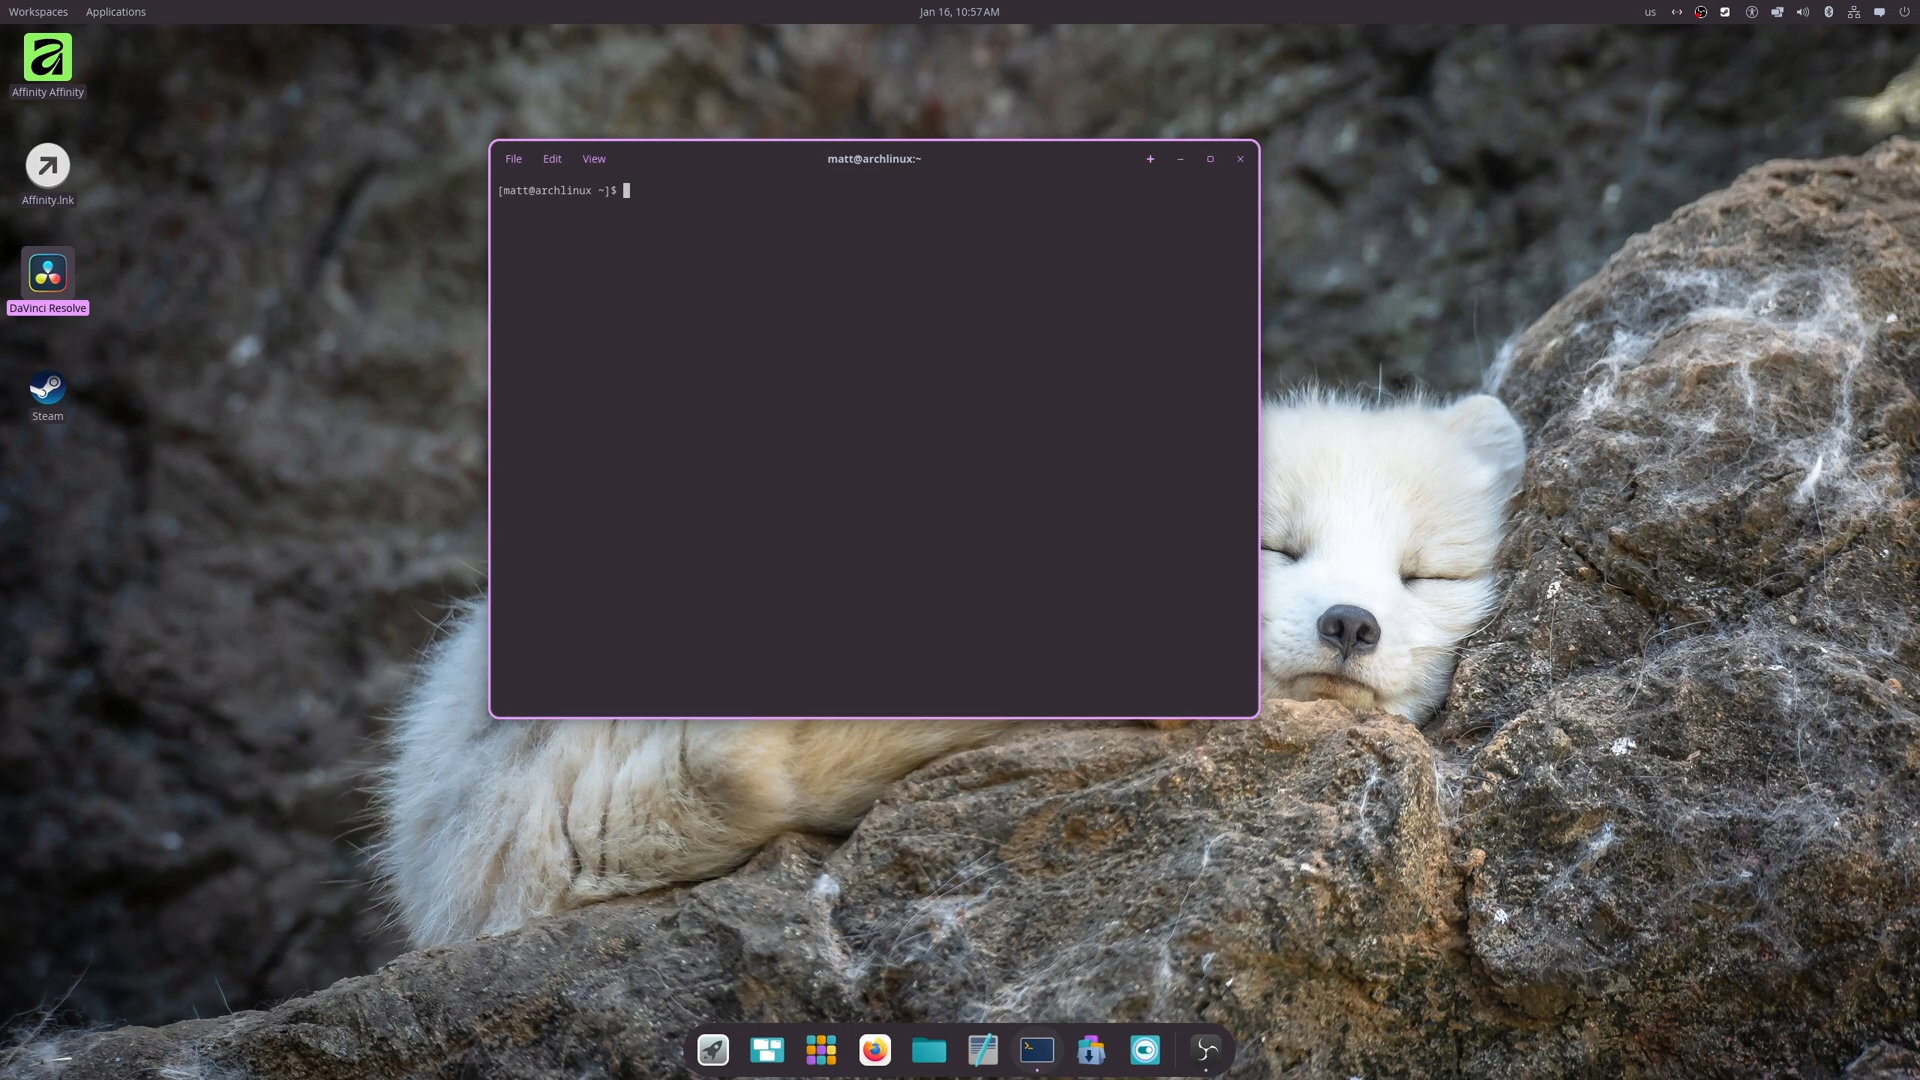 Workspaces Applications Jan 16, 10:57 AM us
Affinity Affinity
Affinity.lnk
DaVinci Resolve
Steam
File Edit View matt@archlinux:~
[matt@archlinux ~]$